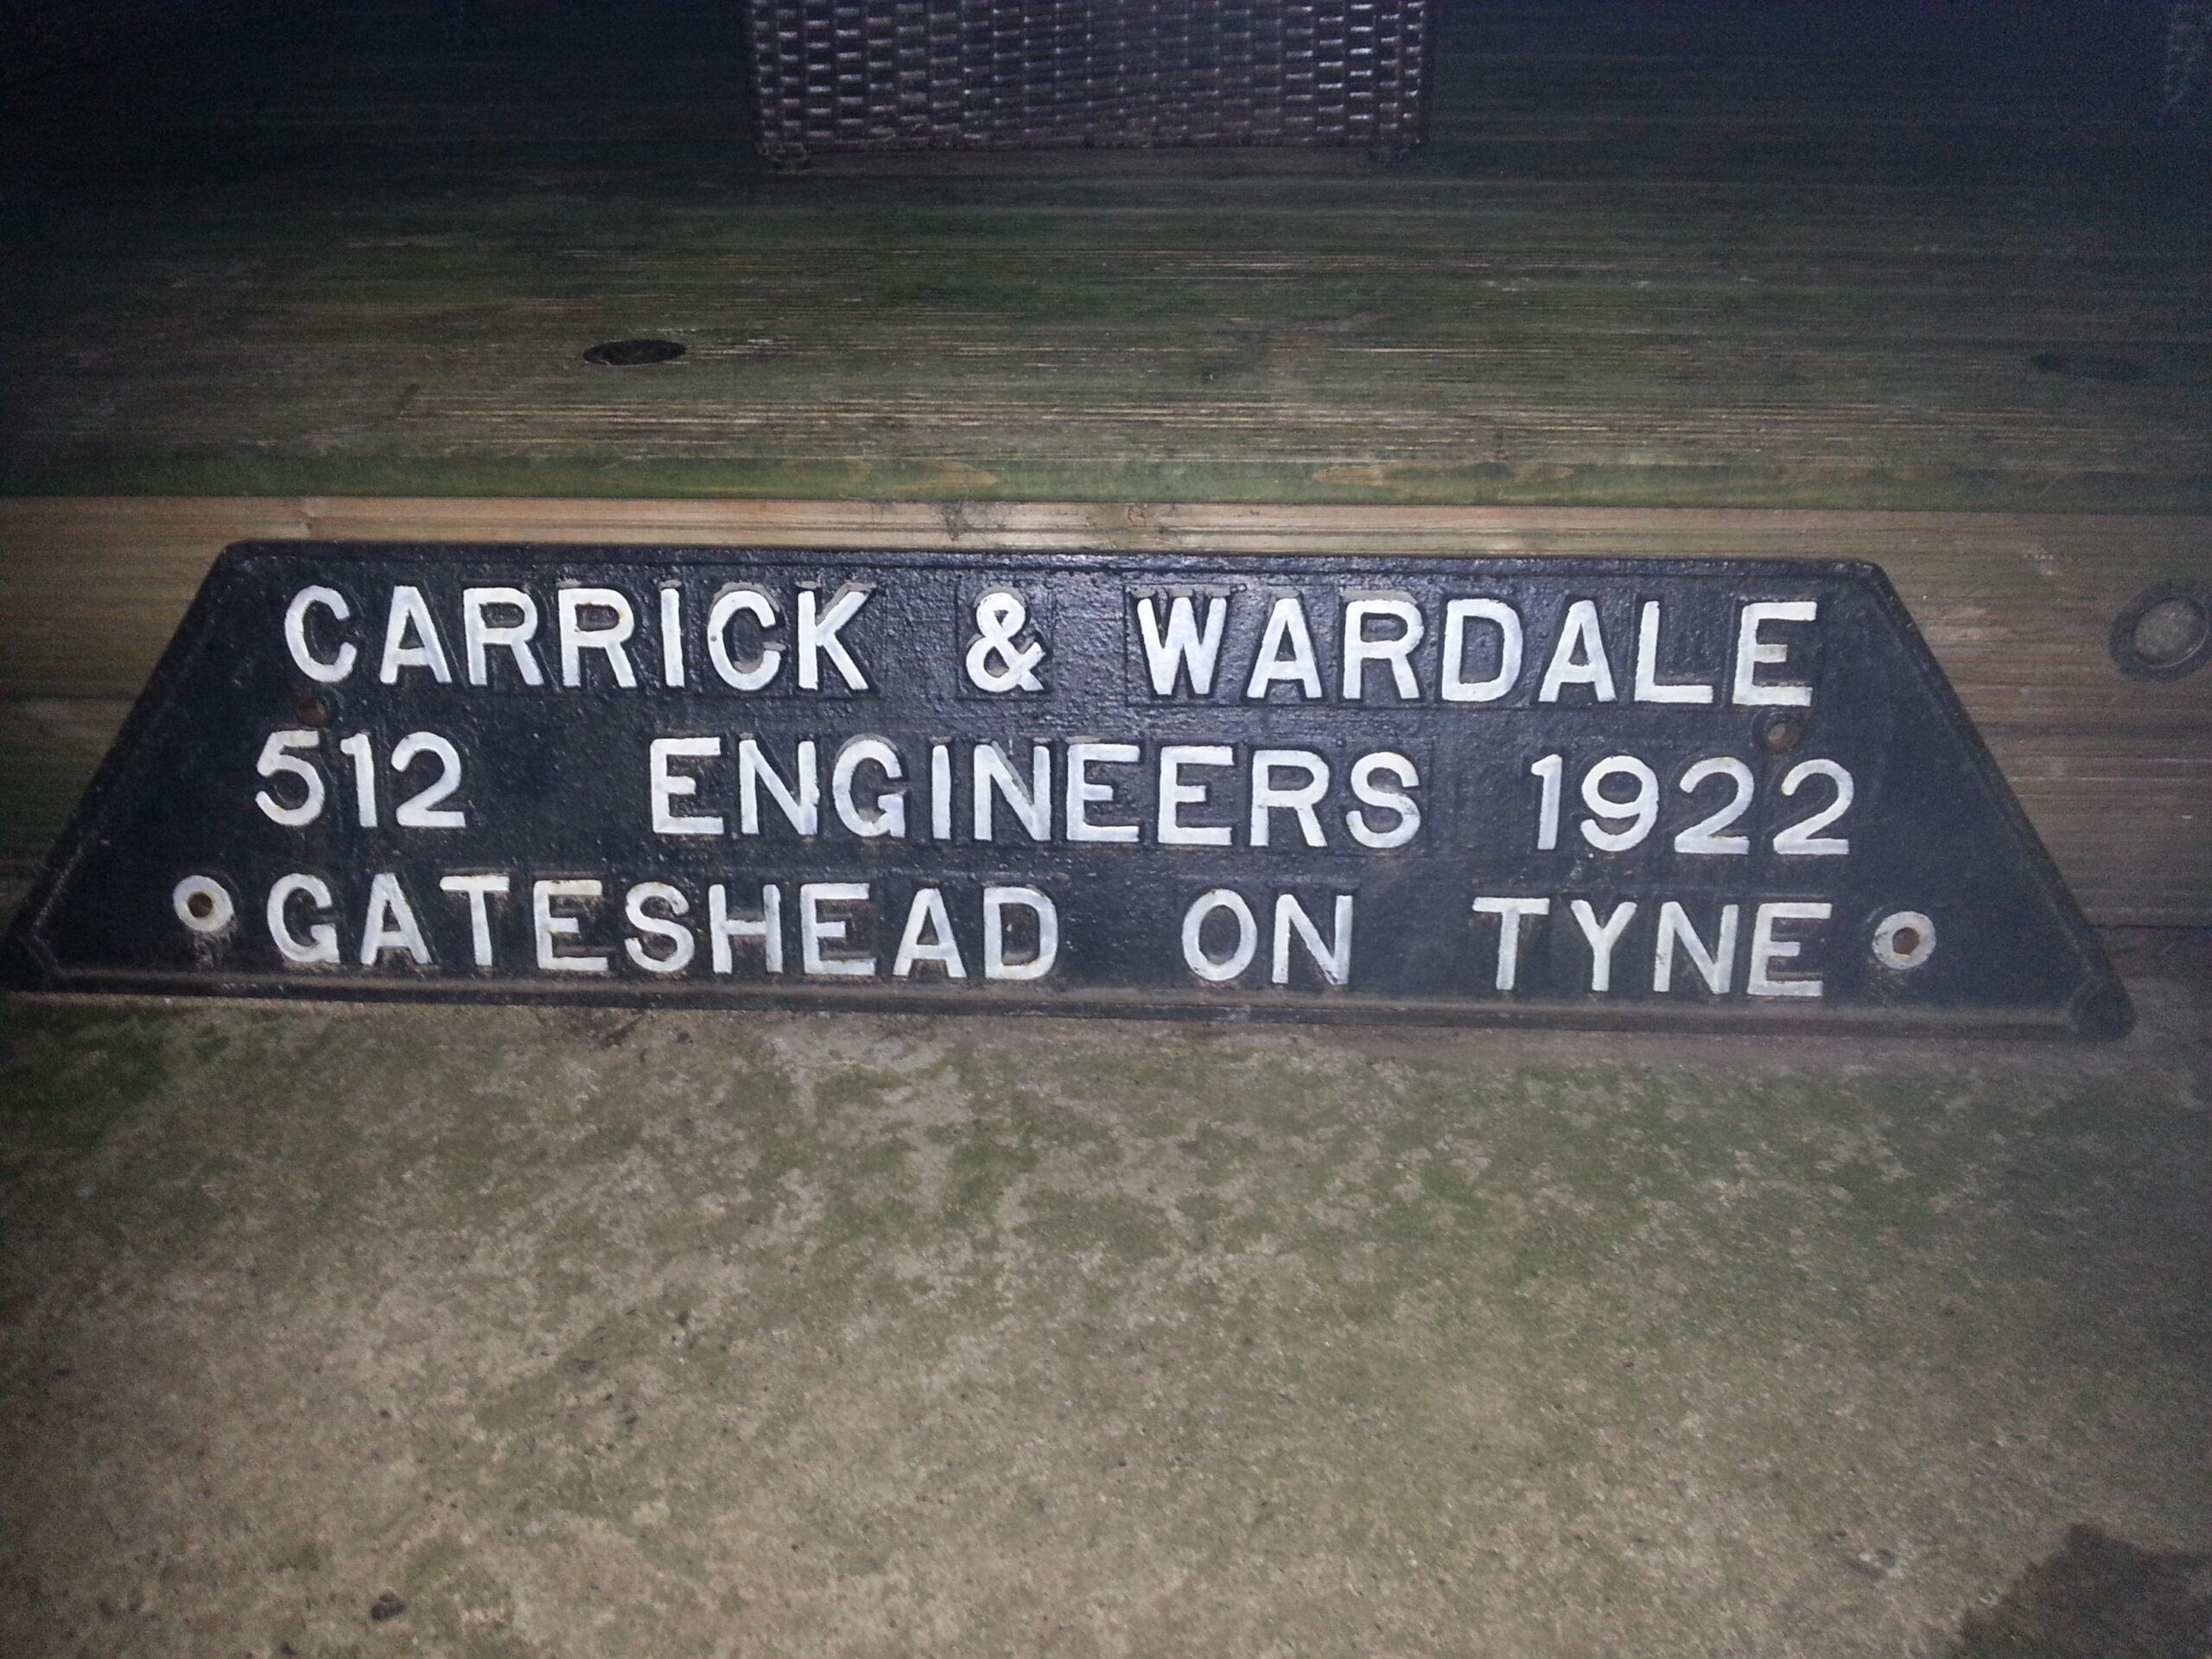 CARRICK & WARDALE
512 ENGINEERS 1922
GATESHEAD ON TYNE